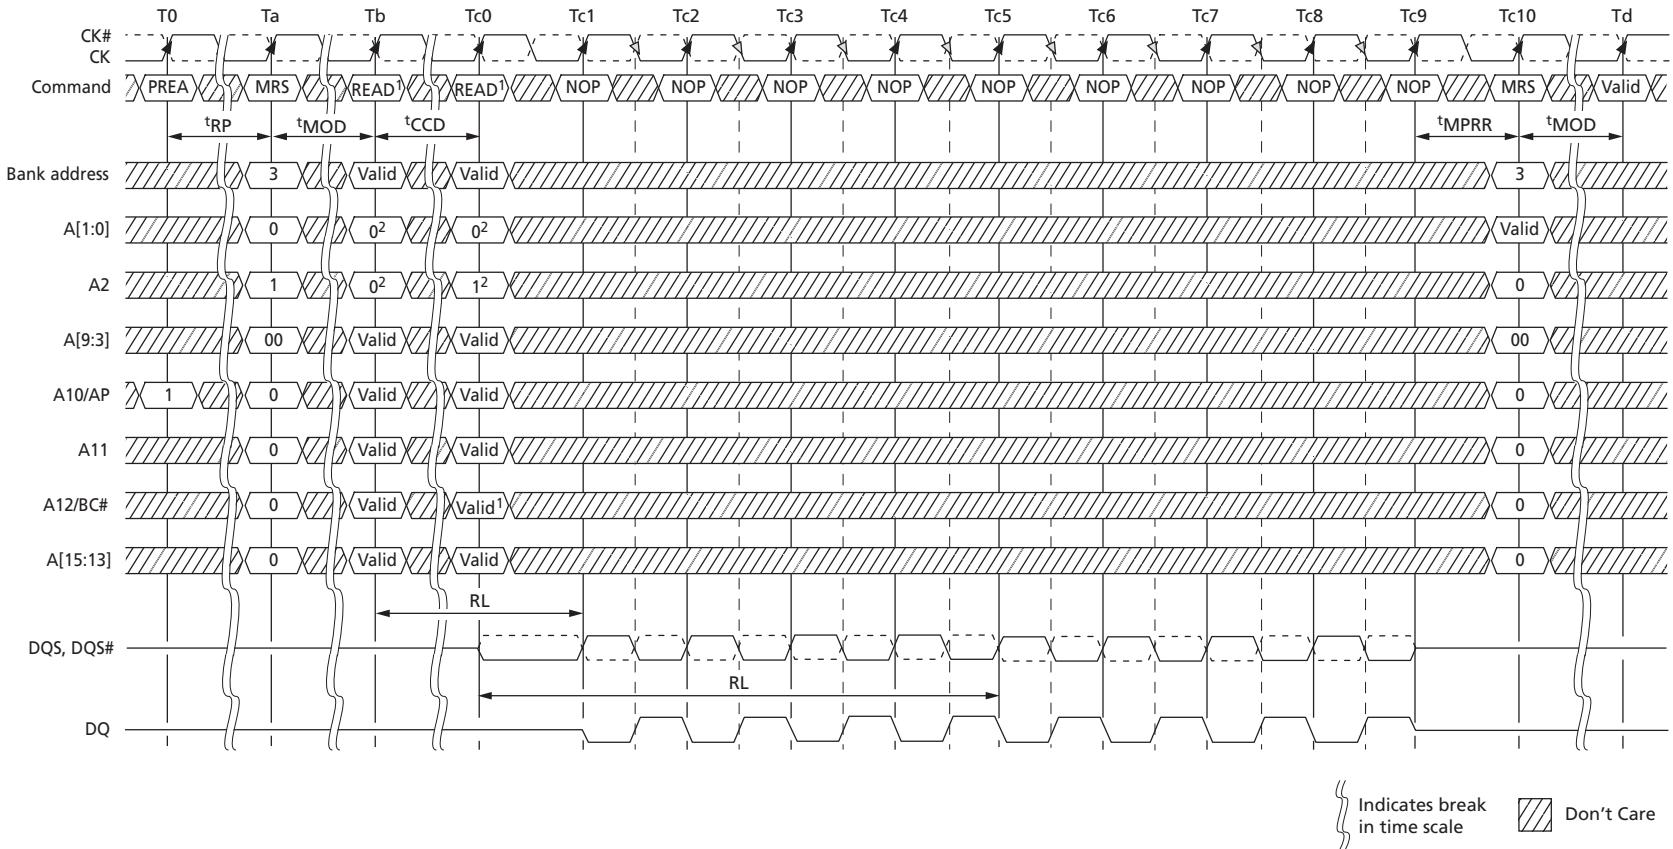 T0 Ta Tb Tc0 Tc1 Tc2 Tc3 Tc4 Tc5 Tc6 Tc7 Tc8 Tc9 Tc10 Td
CK#
CK
Command PREA MRS READ¹ READ¹ NOP NOP NOP NOP NOP NOP NOP NOP NOP MRS Valid
ᵗRP ᵗMOD ᵗCCD ᵗMPRR ᵗMOD
Bank address 3 Valid Valid 3
A[1:0] 0 0² 0² Valid
A2 1 0² 1² 0
A[9:3] 00 Valid Valid 00
A10/AP 1 0 Valid Valid 0
A11 0 Valid Valid 0
A12/BC# 0 Valid Valid¹ 0
A[15:13] 0 Valid Valid 0
RL
DQS, DQS#
RL
DQ
Indicates break
in time scale
Don't Care